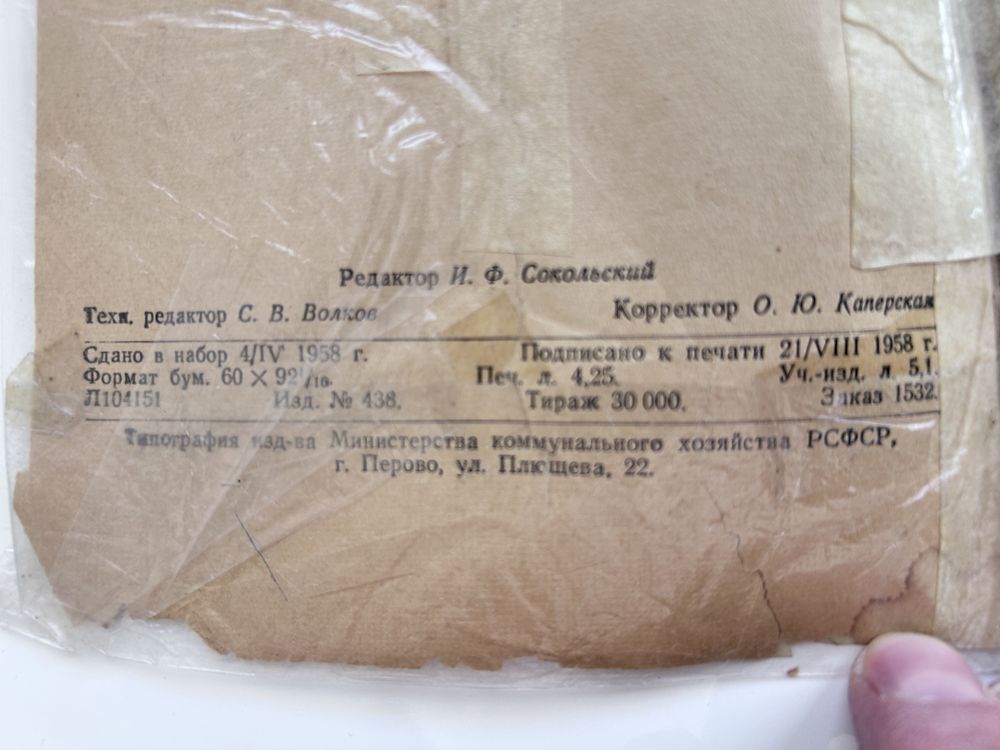 Редактор И. Ф. Сокольский
Техн. редактор С. В. Волков Корректор О. Ю. Каперская
Сдано в набор 4/IV 1958 г. Подписано к печати 21/VIII 1958 г.
Формат бум. 60 × 92 1/16. Печ. л. 4,25. Уч.-изд. л. 5,1.
Л104151 Изд. № 438. Тираж 30 000. Заказ 1532.
Типография изд-ва Министерства коммунального хозяйства РСФСР,
г. Перово, ул. Плющева, 22.